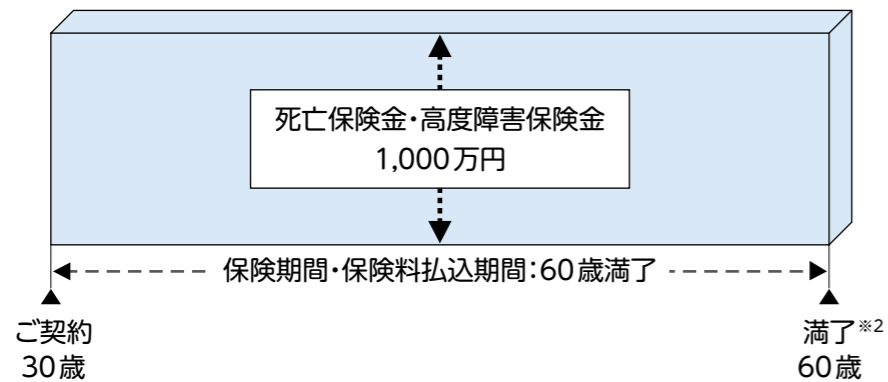 死亡保険金・高度障害保険金
1,000万円
保険期間・保険料払込期間:60歳満了
ご契約
30歳
満了※2
60歳